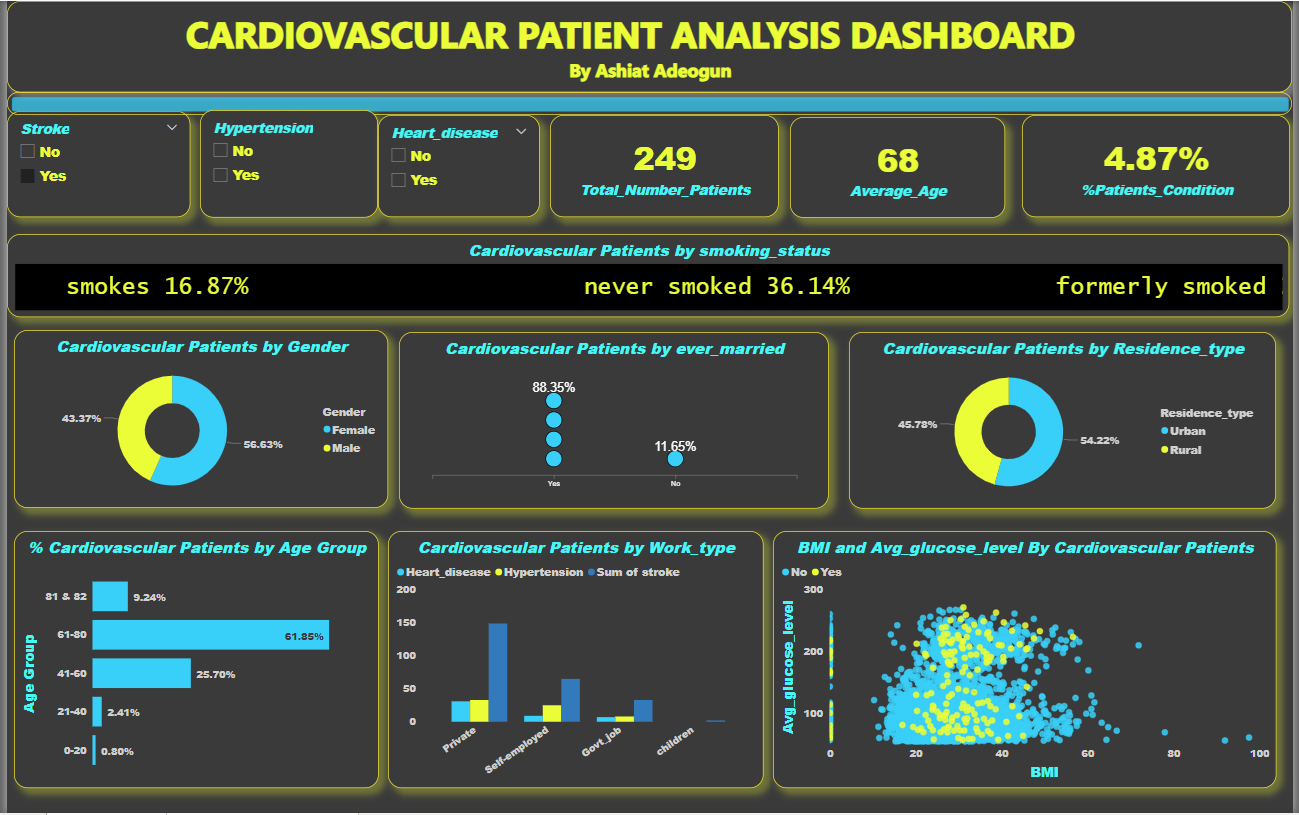 CARDIOVASCULAR PATIENT ANALYSIS DASHBOARD
By Ashiat Adeogun
Stroke
No
Yes
Hypertension
No
Yes
Heart_disease
No
Yes
249
Total_Number_Patients
68
Average_Age
4.87%
%Patients_Condition
Cardiovascular Patients by smoking_status
smokes 16.87% never smoked 36.14% formerly smoked
Cardiovascular Patients by Gender
43.37%
56.63%
Gender
Female
Male
Cardiovascular Patients by ever_married
88.35%
11.65%
Yes No
Cardiovascular Patients by Residence_type
45.78%
54.22%
Residence_type
Urban
Rural
% Cardiovascular Patients by Age Group
Age Group
81 & 82 9.24%
61-80 61.85%
41-60 25.70%
21-40 2.41%
0-20 0.80%
Cardiovascular Patients by Work_type
Heart_disease Hypertension Sum of stroke
200
150
100
50
0
Private Self-employed Govt_job children
BMI and Avg_glucose_level By Cardiovascular Patients
No Yes
Avg_glucose_level
300
200
100
0 20 40 60 80 100
BMI